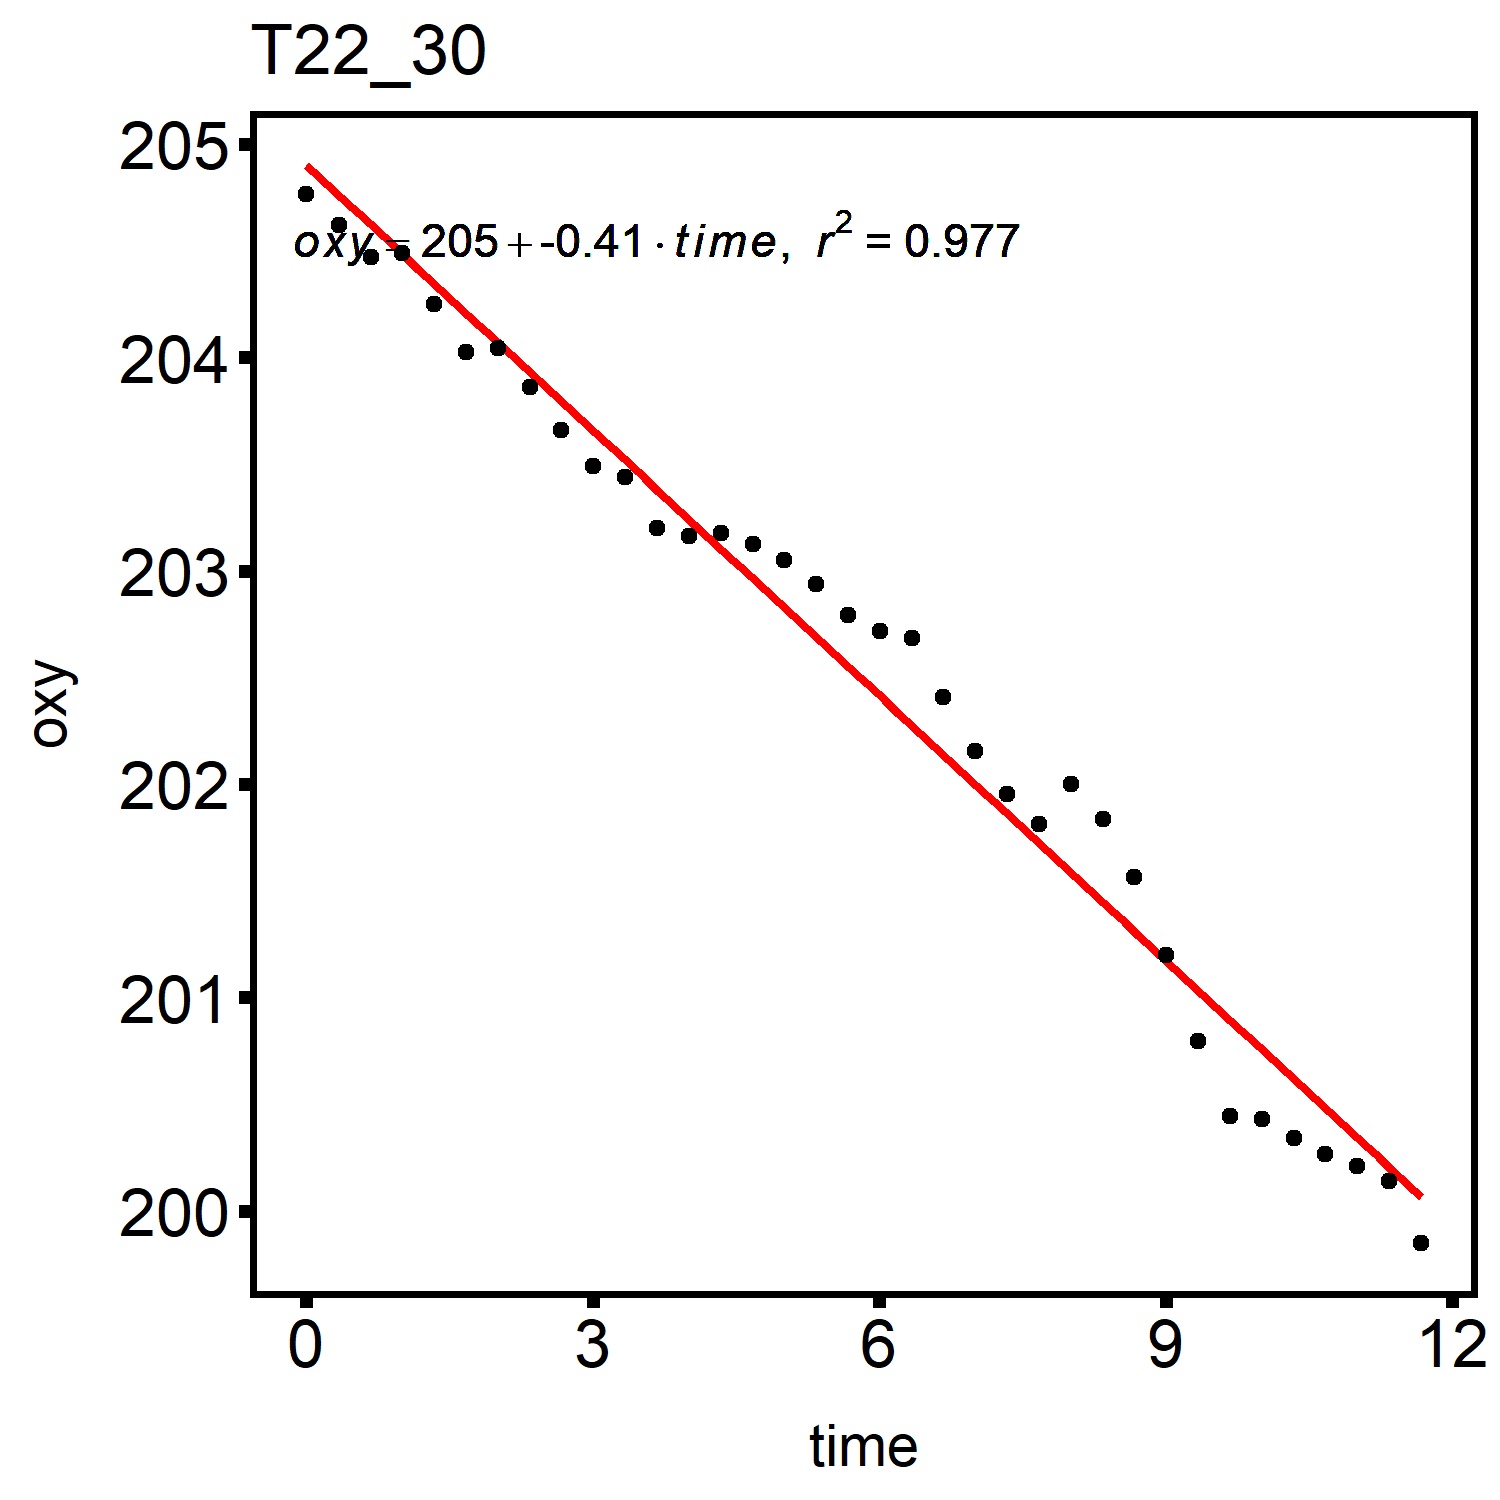 T22_30
205
oxy = 205 + -0.41 · time, r² = 0.977
204
203
oxy
202
201
200
0 3 6 9 12
time